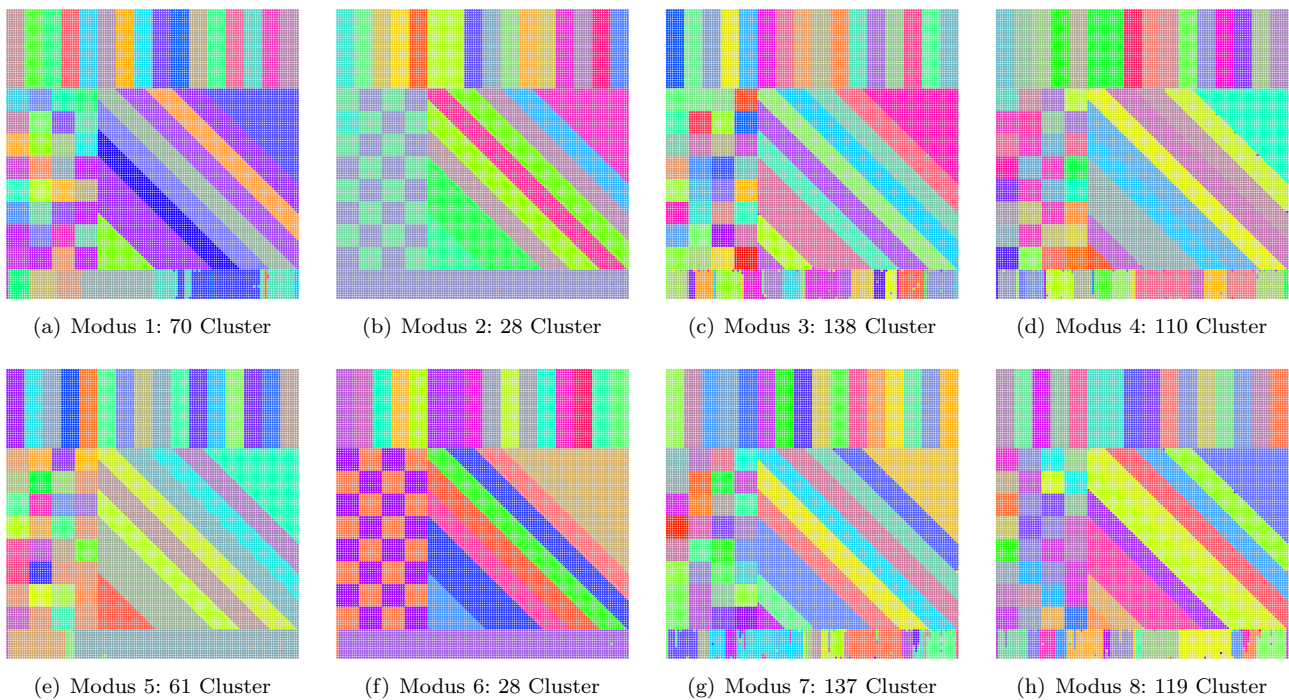 (a) Modus 1: 70 Cluster
(b) Modus 2: 28 Cluster
(c) Modus 3: 138 Cluster
(d) Modus 4: 110 Cluster
(e) Modus 5: 61 Cluster
(f) Modus 6: 28 Cluster
(g) Modus 7: 137 Cluster
(h) Modus 8: 119 Cluster